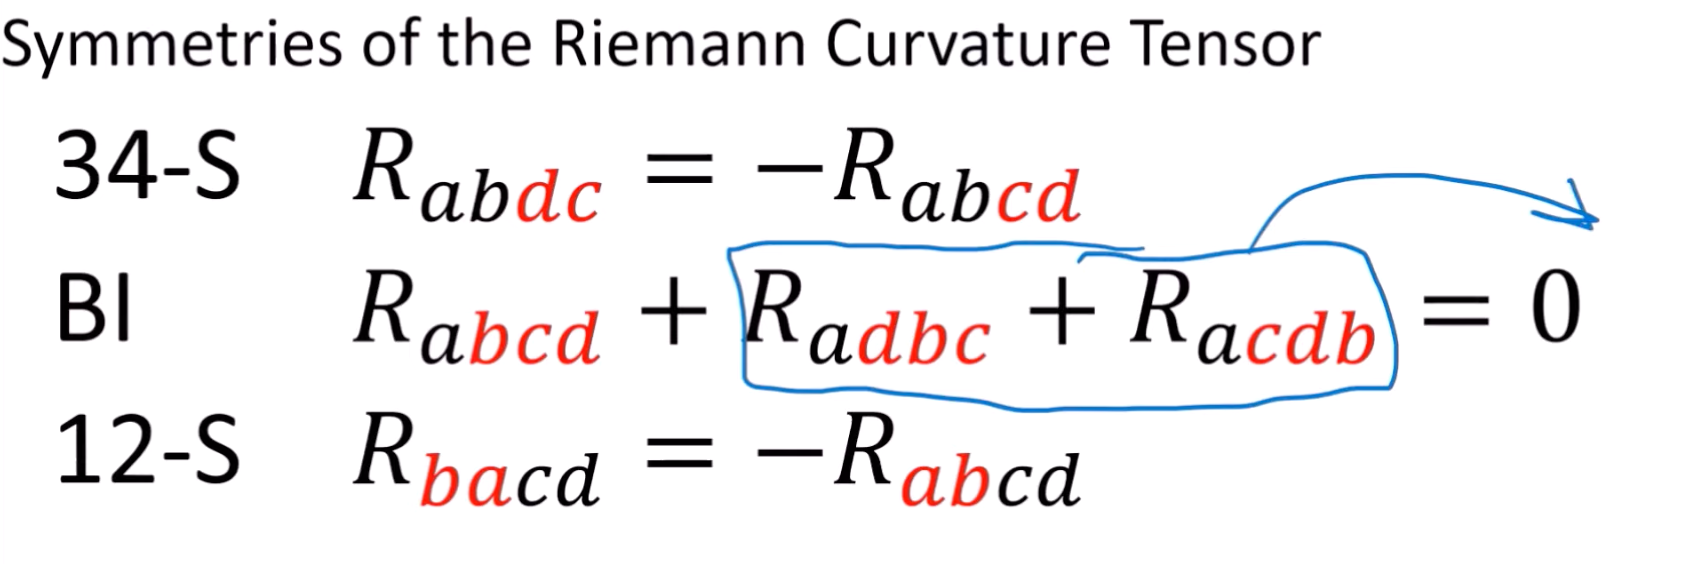 Symmetries of the Riemann Curvature Tensor
34-S R_{abdc} = −R_{abcd}
BI R_{abcd} + R_{adbc} + R_{acdb} = 0
12-S R_{bacd} = −R_{abcd}